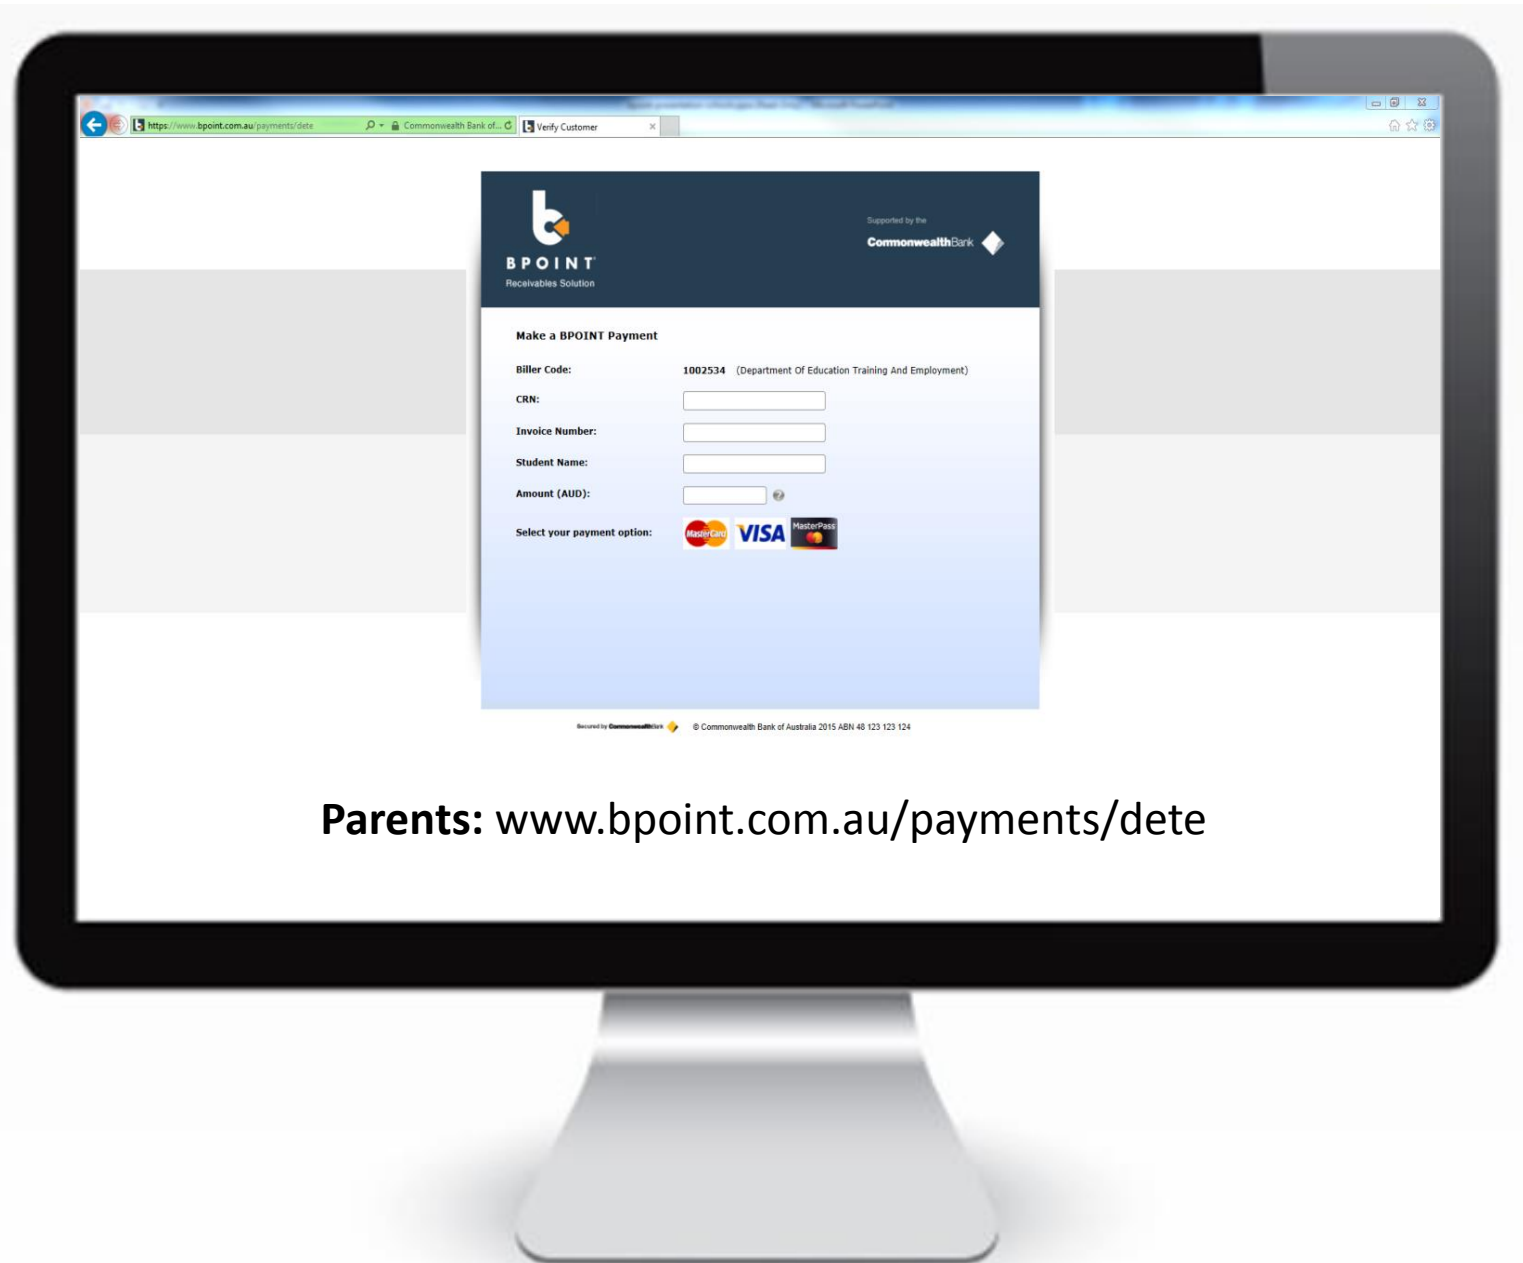 https://www.bpoint.com.au/payments/dete
Commonwealth Bank of...
Verify Customer
BPOINT
Receivables Solution
Supported by the
CommonwealthBank
Make a BPOINT Payment
Biller Code: 1002534 (Department Of Education Training And Employment)
CRN:
Invoice Number:
Student Name:
Amount (AUD):
Select your payment option: MasterCard VISA MasterPass
Secured by CommonwealthBank © Commonwealth Bank of Australia 2015 ABN 48 123 123 124
Parents: www.bpoint.com.au/payments/dete